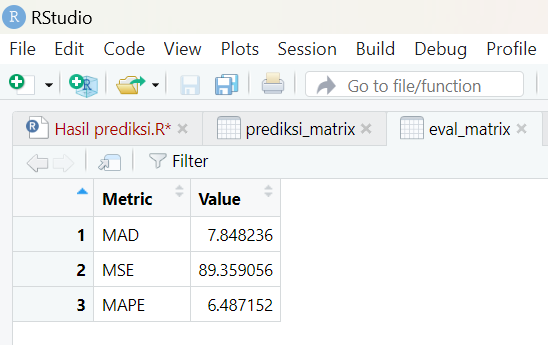 R RStudio
File Edit Code View Plots Session Build Debug Profile
R Go to file/function
R Hasil prediksi.R* × prediksi_matrix × eval_matrix ×
Filter
Metric Value
1 MAD 7.848236
2 MSE 89.359056
3 MAPE 6.487152